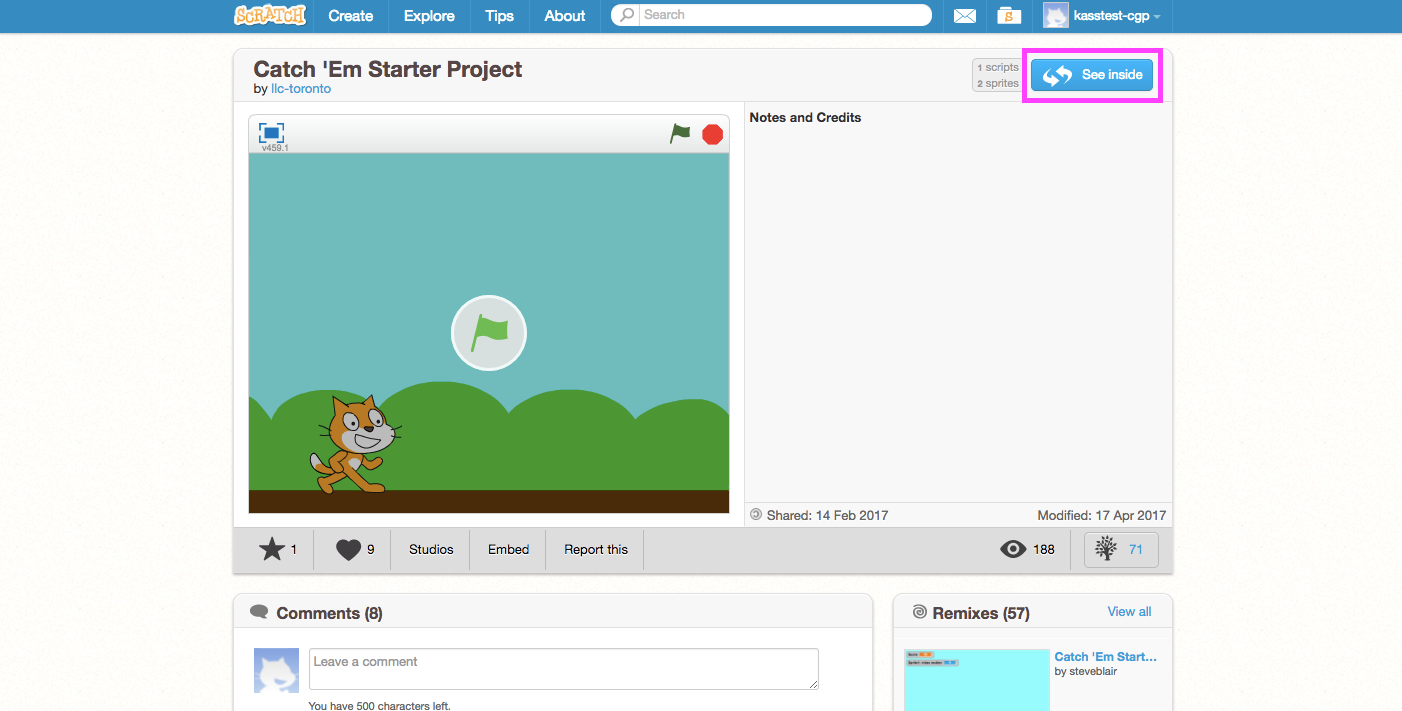 SCRATCH Create Explore Tips About Search S kasstest-cgp
Catch 'Em Starter Project
by llc-toronto
1 scripts
2 sprites
See inside
v459.1
Notes and Credits
Shared: 14 Feb 2017 Modified: 17 Apr 2017
1 9 Studios Embed Report this 188 71
Comments (8)
Leave a comment
You have 500 characters left.
Remixes (57) View all
Catch 'Em Start...
by steveblair